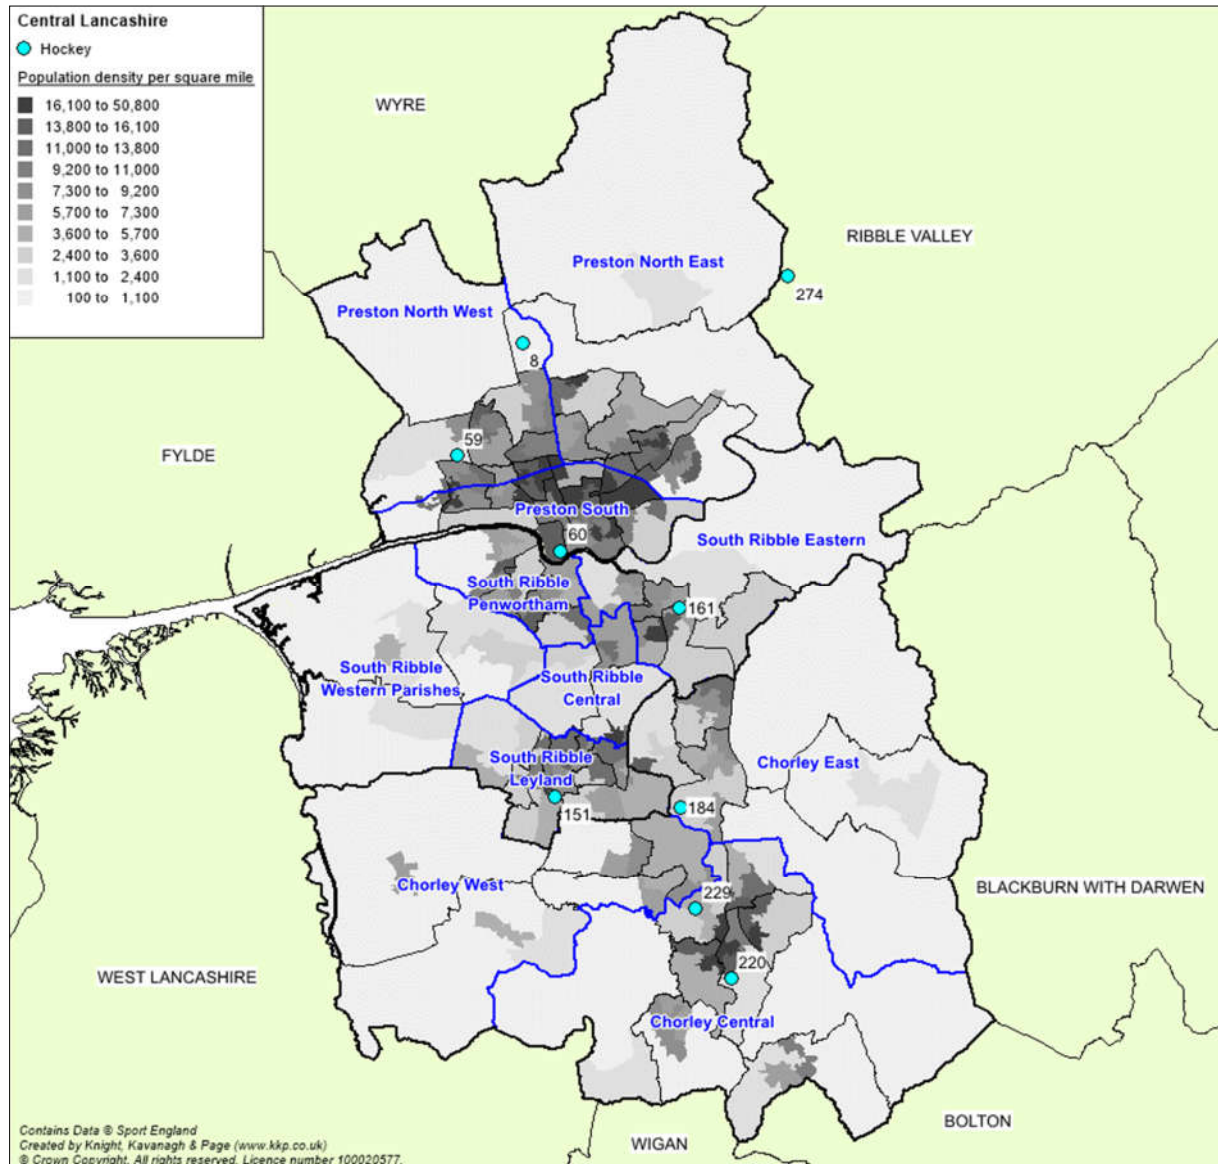 Central Lancashire
Hockey
Population density per square mile
16,100 to 50,800
13,800 to 16,100
11,000 to 13,800
9,200 to 11,000
7,300 to 9,200
5,700 to 7,300
3,600 to 5,700
2,400 to 3,600
1,100 to 2,400
100 to 1,100
WYRE
RIBBLE VALLEY
Preston North East
274
Preston North West
8
59
FYLDE
Preston South
60
South Ribble Eastern
South Ribble
Penwortham
161
South Ribble
Western Parishes
South Ribble
Central
South Ribble
Leyland
Chorley East
151
184
Chorley West
229
BLACKBURN WITH DARWEN
220
WEST LANCASHIRE
Chorley Central
BOLTON
WIGAN
Contains Data © Sport England
Created by Knight, Kavanagh & Page (www.kkp.co.uk)
© Crown Copyright. All rights reserved. Licence number 100020577.